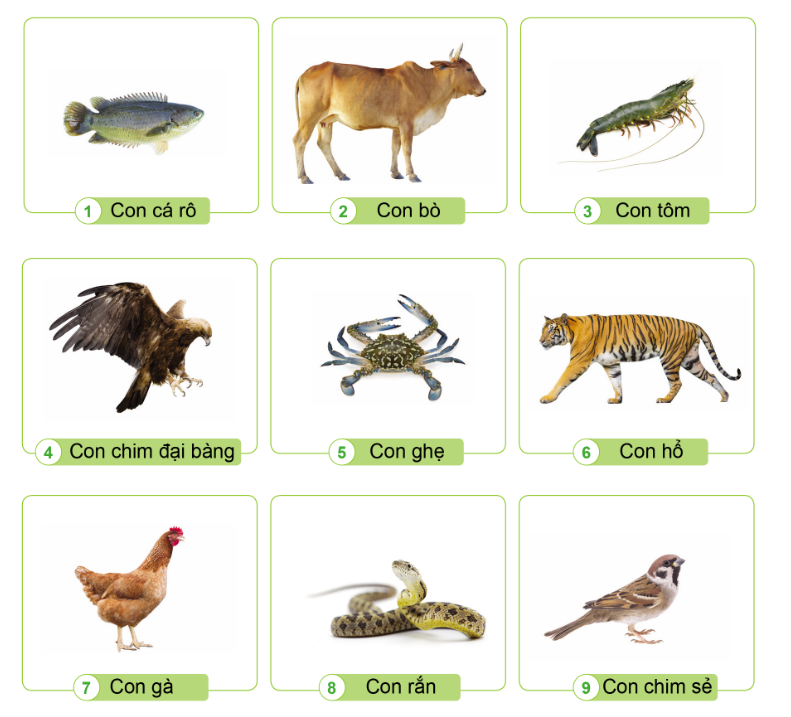 1 Con cá rô
2 Con bò
3 Con tôm
4 Con chim đại bàng
5 Con ghẹ
6 Con hổ
7 Con gà
8 Con rắn
9 Con chim sẻ